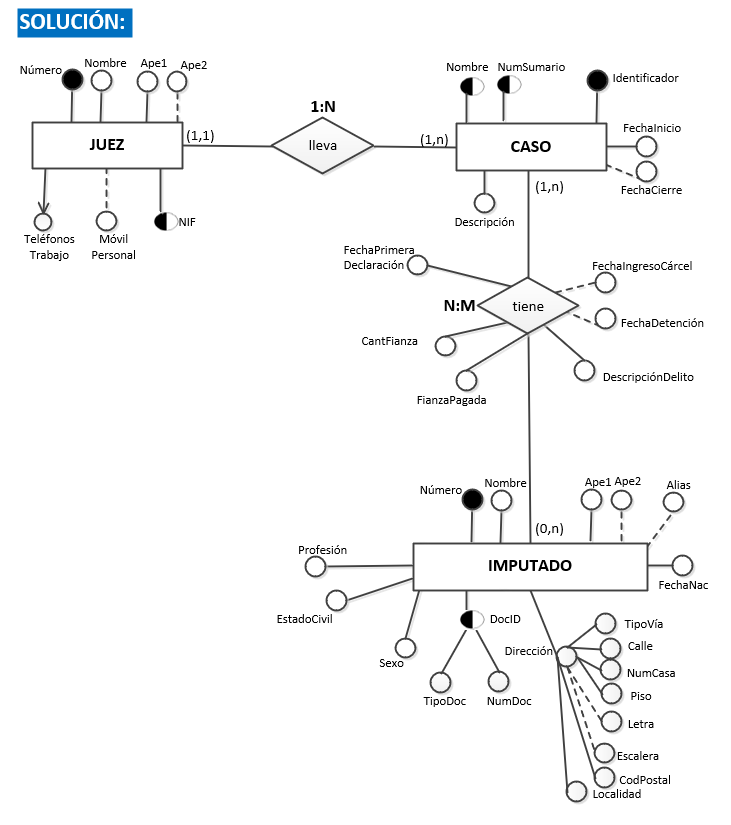 SOLUCIÓN:
Número
Nombre
Ape1
Ape2
Nombre
NumSumario
Identificador
1:N
JUEZ
(1,1)
lleva
(1,n)
CASO
FechaInicio
FechaCierre
(1,n)
Teléfonos
Trabajo
Móvil
Personal
NIF
Descripción
FechaPrimera
Declaración
FechaIngresoCárcel
N:M
tiene
FechaDetención
CantFianza
FianzaPagada
DescripciónDelito
Número
Nombre
Ape1
Ape2
Alias
(0,n)
Profesión
IMPUTADO
FechaNac
EstadoCivil
DocID
Sexo
TipoDoc
NumDoc
Dirección
TipoVía
Calle
NumCasa
Piso
Letra
Escalera
CodPostal
Localidad